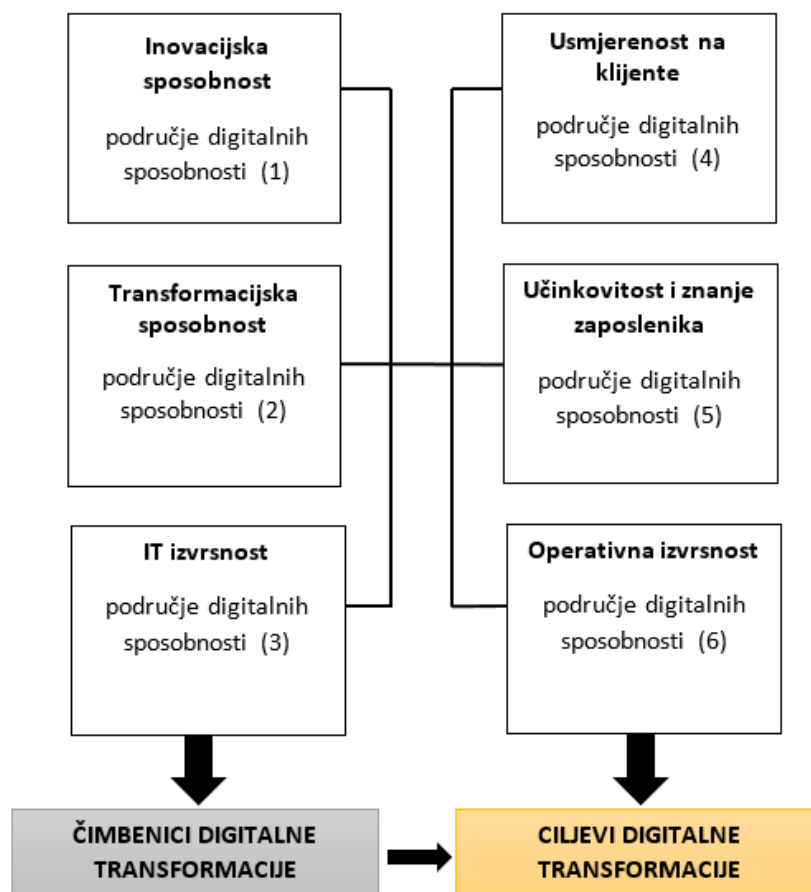 Inovacijska
sposobnost
područje digitalnih
sposobnosti (1)
Transformacijska
sposobnost
područje digitalnih
sposobnosti (2)
IT izvrsnost
područje digitalnih
sposobnosti (3)
Usmjerenost na
klijente
područje digitalnih
sposobnosti (4)
Učinkovitost i znanje
zaposlenika
područje digitalnih
sposobnosti (5)
Operativna izvrsnost
područje digitalnih
sposobnosti (6)
ČIMBENICI DIGITALNE
TRANSFORMACIJE
CILJEVI DIGITALNE
TRANSFORMACIJE